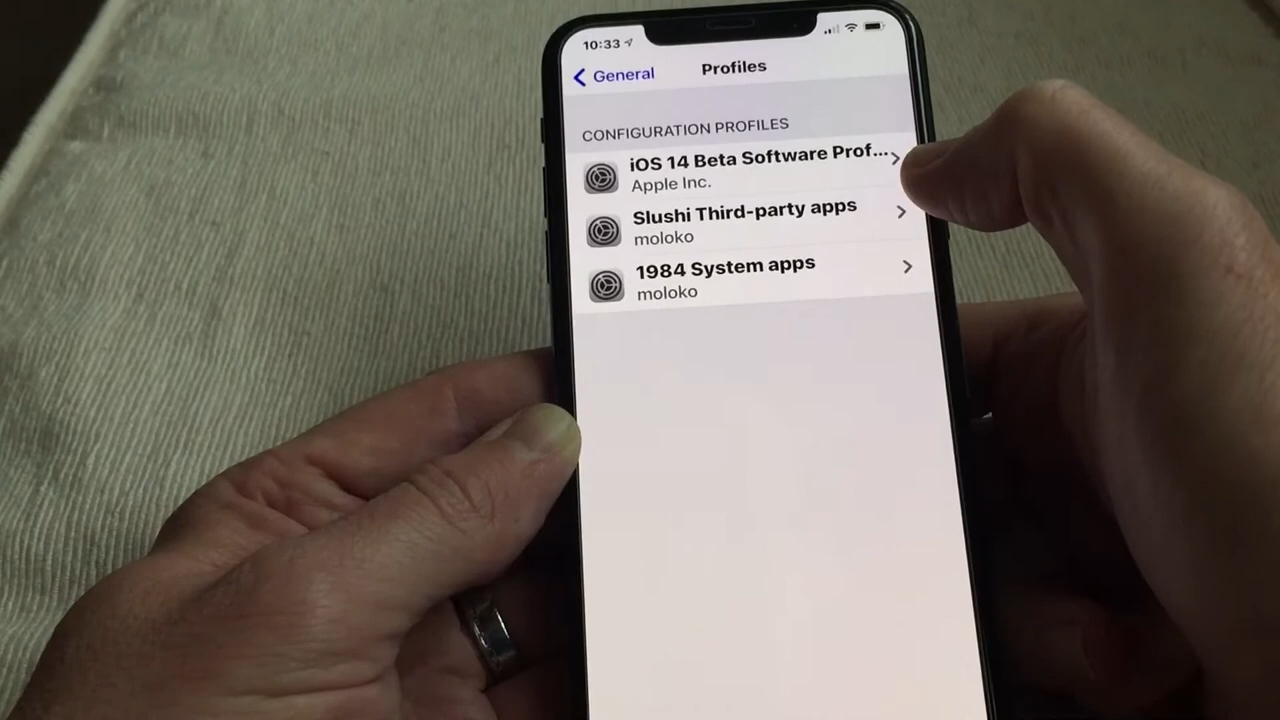 10:33
General
Profiles
CONFIGURATION PROFILES
iOS 14 Beta Software Prof...
Apple Inc.
Slushi Third-party apps
moloko
1984 System apps
moloko